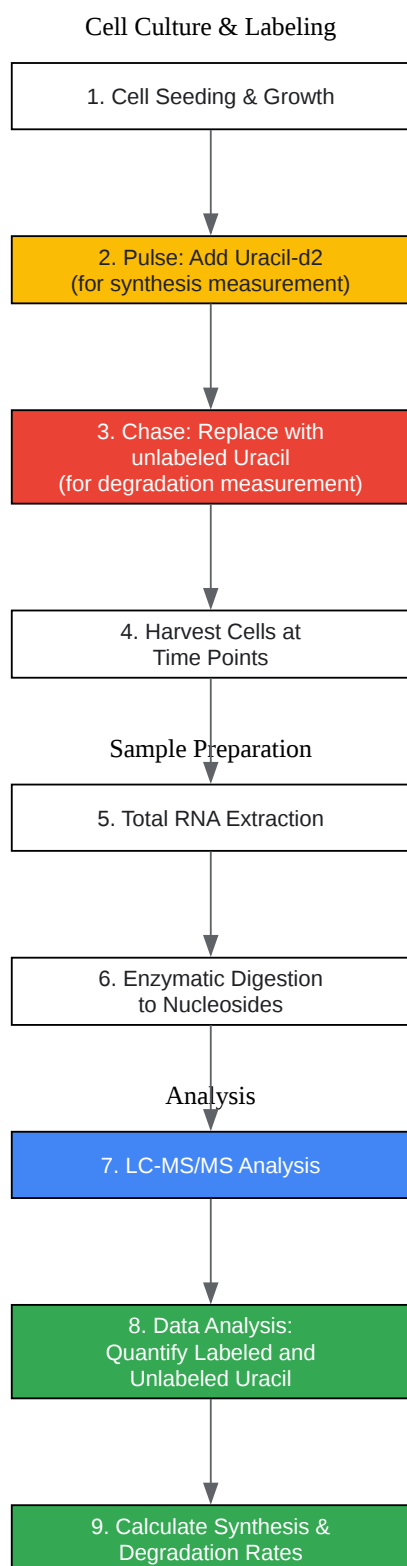 Cell Culture & Labeling
1. Cell Seeding & Growth
2. Pulse: Add Uracil-d2
(for synthesis measurement)
3. Chase: Replace with
unlabeled Uracil
(for degradation measurement)
4. Harvest Cells at
Time Points
Sample Preparation
5. Total RNA Extraction
6. Enzymatic Digestion
to Nucleosides
Analysis
7. LC-MS/MS Analysis
8. Data Analysis:
Quantify Labeled and
Unlabeled Uracil
9. Calculate Synthesis &
Degradation Rates